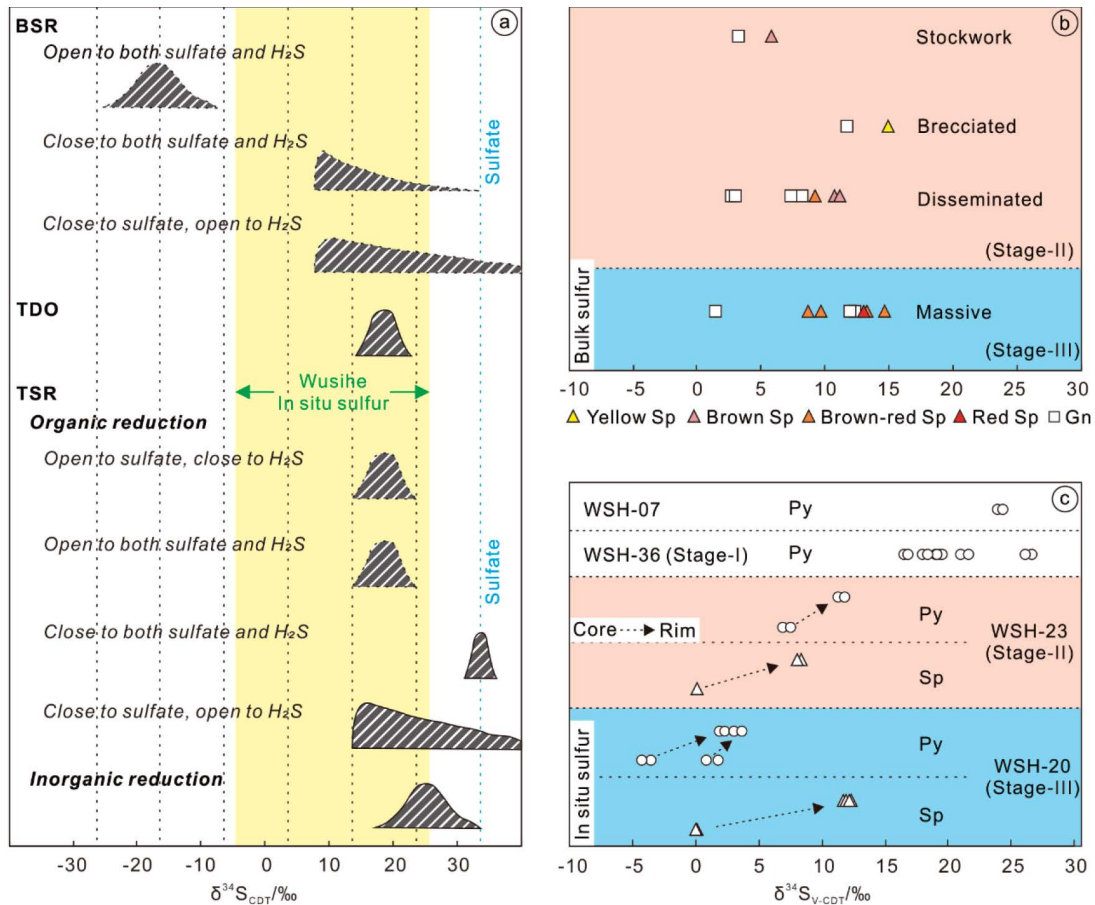 a
BSR
Open to both sulfate and H₂S
Close to both sulfate and H₂S
Sulfate
Close to sulfate, open to H₂S
TDO
Wusihe
In situ sulfur
TSR
Organic reduction
Open to sulfate, close to H₂S
Open to both sulfate and H₂S
Sulfate
Close to both sulfate and H₂S
Close to sulfate, open to H₂S
Inorganic reduction
-30 -20 -10 0 10 20 30
δ³⁴S_CDT/‰
b
Stockwork
Brecciated
Disseminated
(Stage-II)
Bulk sulfur
Massive
(Stage-III)
-10 -5 0 5 10 15 20 25 30
Yellow Sp Brown Sp Brown-red Sp Red Sp Gn
c
WSH-07 Py
WSH-36 (Stage-I) Py
Core Rim
Py
WSH-23
(Stage-II)
Sp
In situ sulfur
Py
WSH-20
(Stage-III)
Sp
-10 -5 0 5 10 15 20 25 30
δ³⁴S_V-CDT/‰